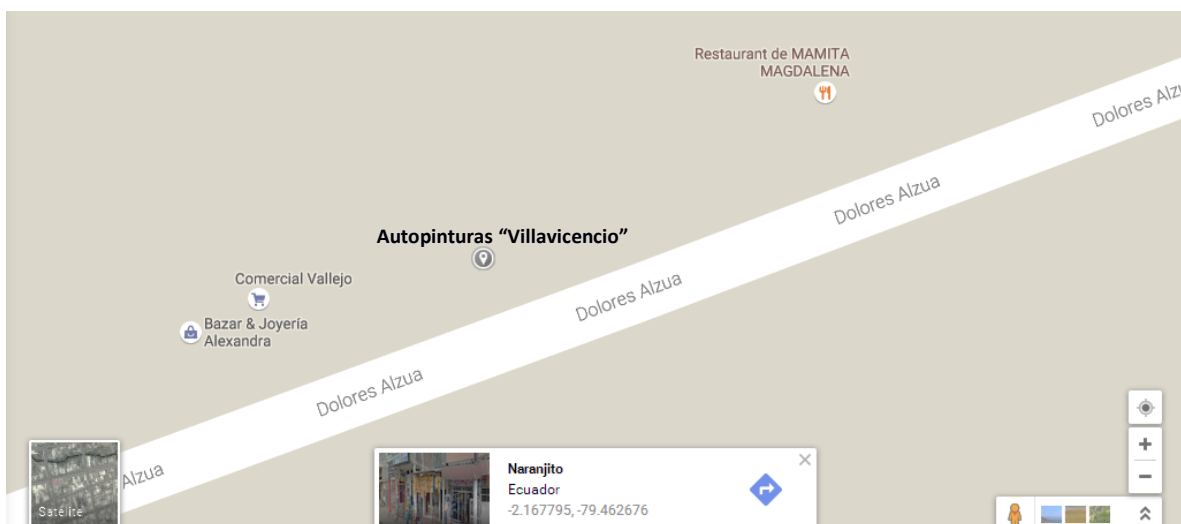 Restaurant de MAMITA
MAGDALENA
Dolores Alz
Dolores Alzua
Autopinturas “Villavicencio”
Dolores Alzua
Comercial Vallejo
Bazar & Joyería
Alexandra
Dolores Alzua
Alzua
Satélite
Naranjito
Ecuador
-2.167795, -79.462676